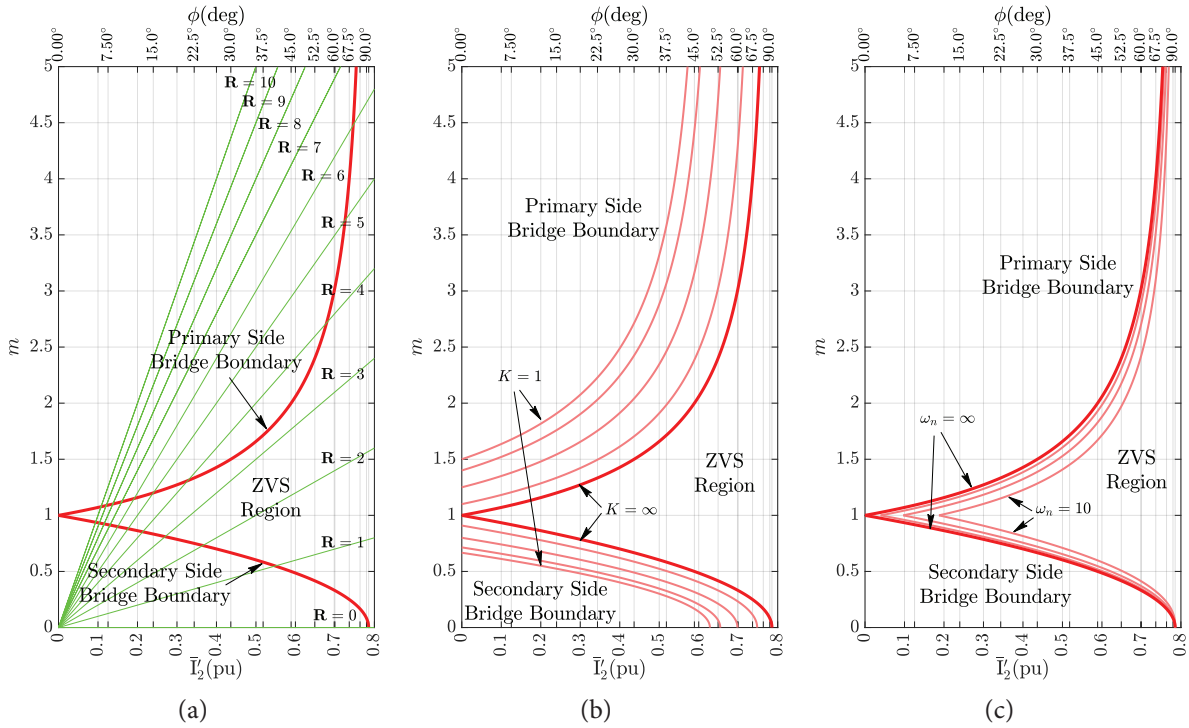 ϕ(deg)
0.00° 7.50° 15.0° 22.5° 30.0° 37.5° 45.0° 52.5° 60.0° 67.5° 90.0°
5
4.5
4
3.5
3
2.5
2
1.5
1
0.5
0
m
R = 10
R = 9
R = 8
R = 7
R = 6
R = 5
R = 4
R = 3
R = 2
R = 1
R = 0
Primary Side
Bridge Boundary
ZVS
Region
Secondary Side
Bridge Boundary
0 0.1 0.2 0.3 0.4 0.5 0.6 0.7 0.8
Ī′₂(pu)
(a)
ϕ(deg)
0.00° 7.50° 15.0° 22.5° 30.0° 37.5° 45.0° 52.5° 60.0° 67.5° 90.0°
5
4.5
4
3.5
3
2.5
2
1.5
1
0.5
0
m
Primary Side
Bridge Boundary
K = 1
ZVS
Region
K = ∞
Secondary Side
Bridge Boundary
0 0.1 0.2 0.3 0.4 0.5 0.6 0.7 0.8
Ī′₂(pu)
(b)
ϕ(deg)
0.00° 7.50° 15.0° 22.5° 30.0° 37.5° 45.0° 52.5° 60.0° 67.5° 90.0°
5
4.5
4
3.5
3
2.5
2
1.5
1
0.5
0
m
Primary Side
Bridge Boundary
ωₙ = ∞
ZVS
Region
ωₙ = 10
Secondary Side
Bridge Boundary
0 0.1 0.2 0.3 0.4 0.5 0.6 0.7 0.8
Ī′₂(pu)
(c)